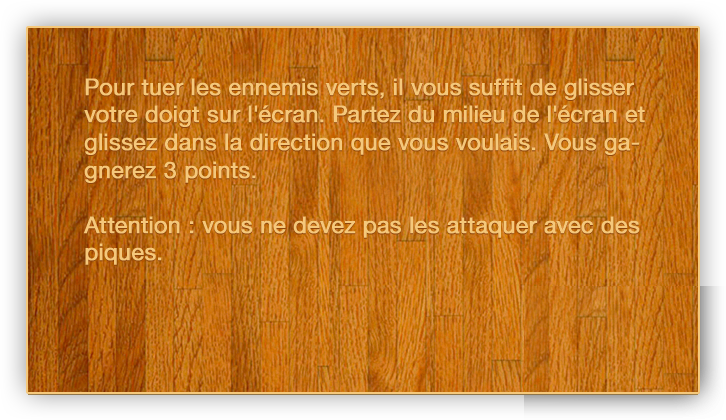 Pour tuer les ennemis verts, il vous suffit de glisser
votre doigt sur l'écran. Partez du milieu de l'écran et
glissez dans la direction que vous voulais. Vous ga-
gnerez 3 points.
Attention : vous ne devez pas les attaquer avec des
piques.